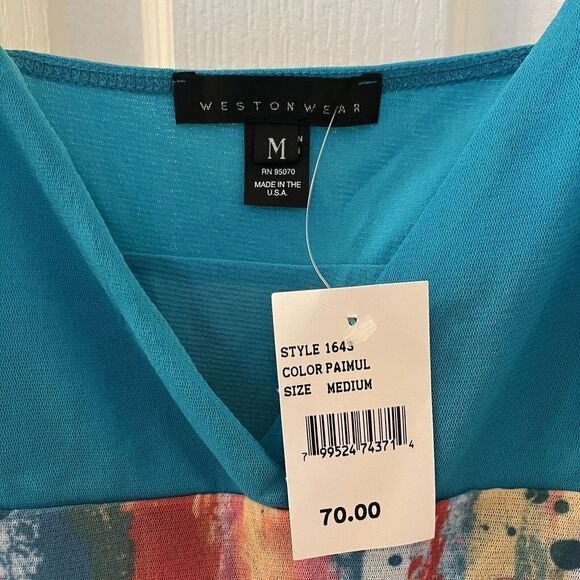 WESTONWEAR
M
RN 95070
MADE IN THE
U.S.A.
STYLE 1643
COLOR PAIMUL
SIZE MEDIUM
7 99524 74371 4
70.00